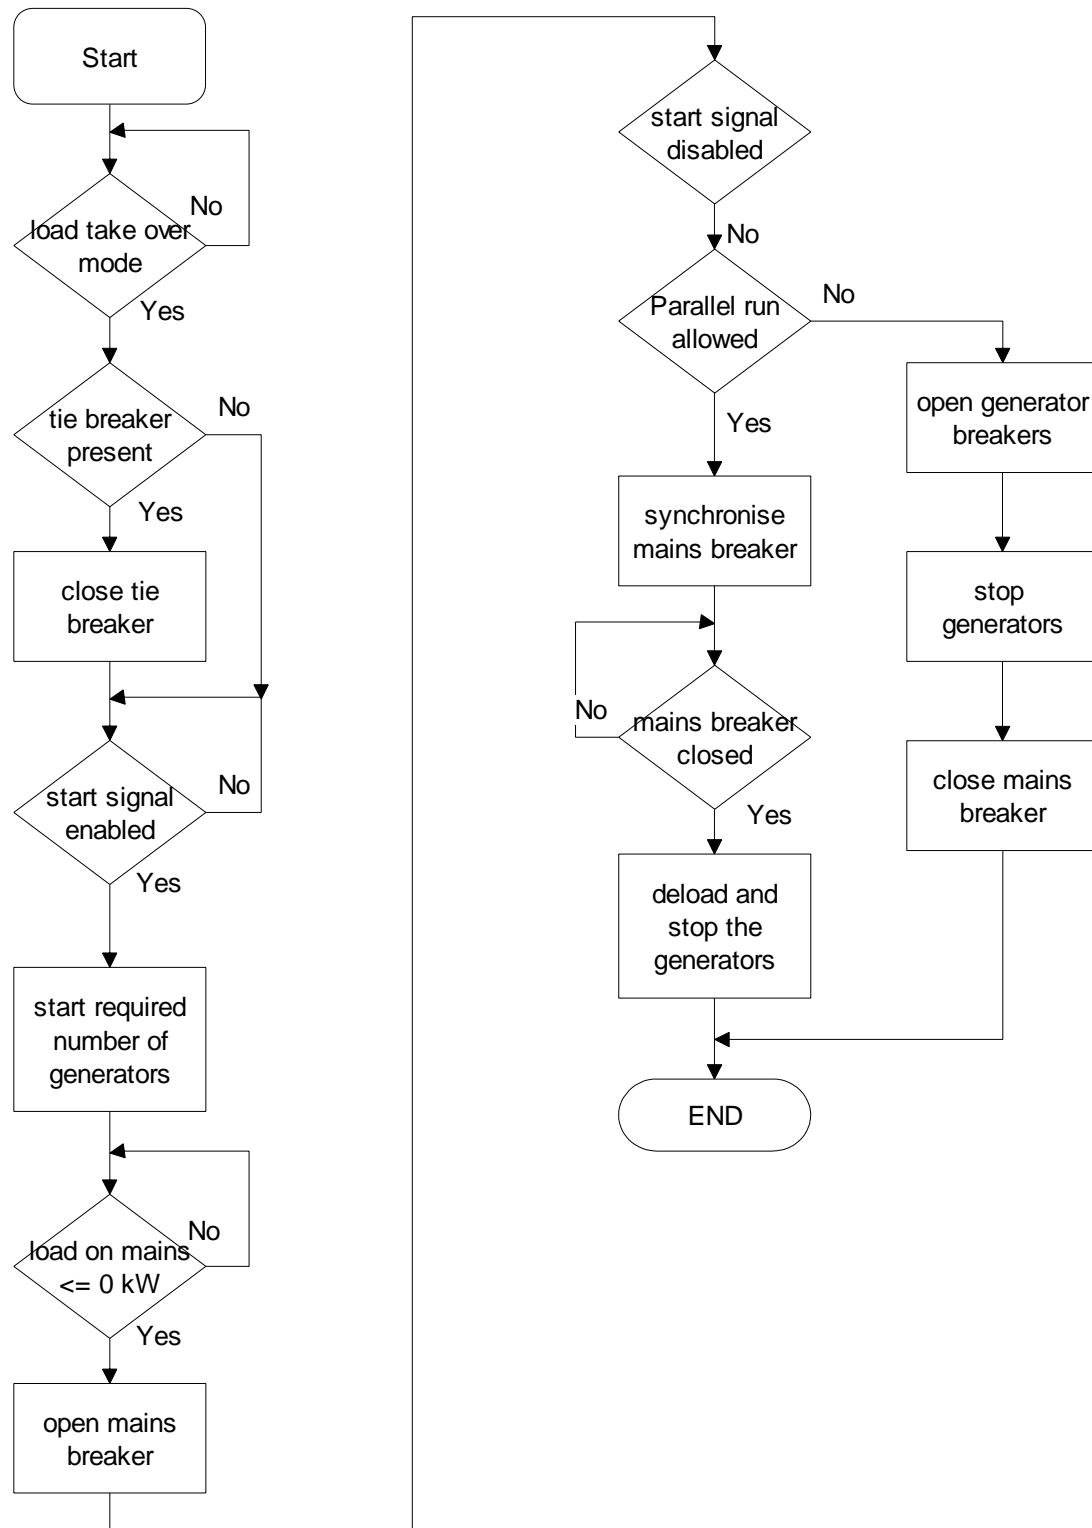 Start
No
load take over
mode
Yes
tie breaker
present
No
Yes
close tie
breaker
start signal
enabled
No
Yes
start required
number of
generators
No
load on mains
<= 0 kW
Yes
open mains
breaker
start signal
disabled
No
Parallel run
allowed
No
Yes
synchronise
mains breaker
No
mains breaker
closed
Yes
deload and
stop the
generators
open generator
breakers
stop
generators
close mains
breaker
END